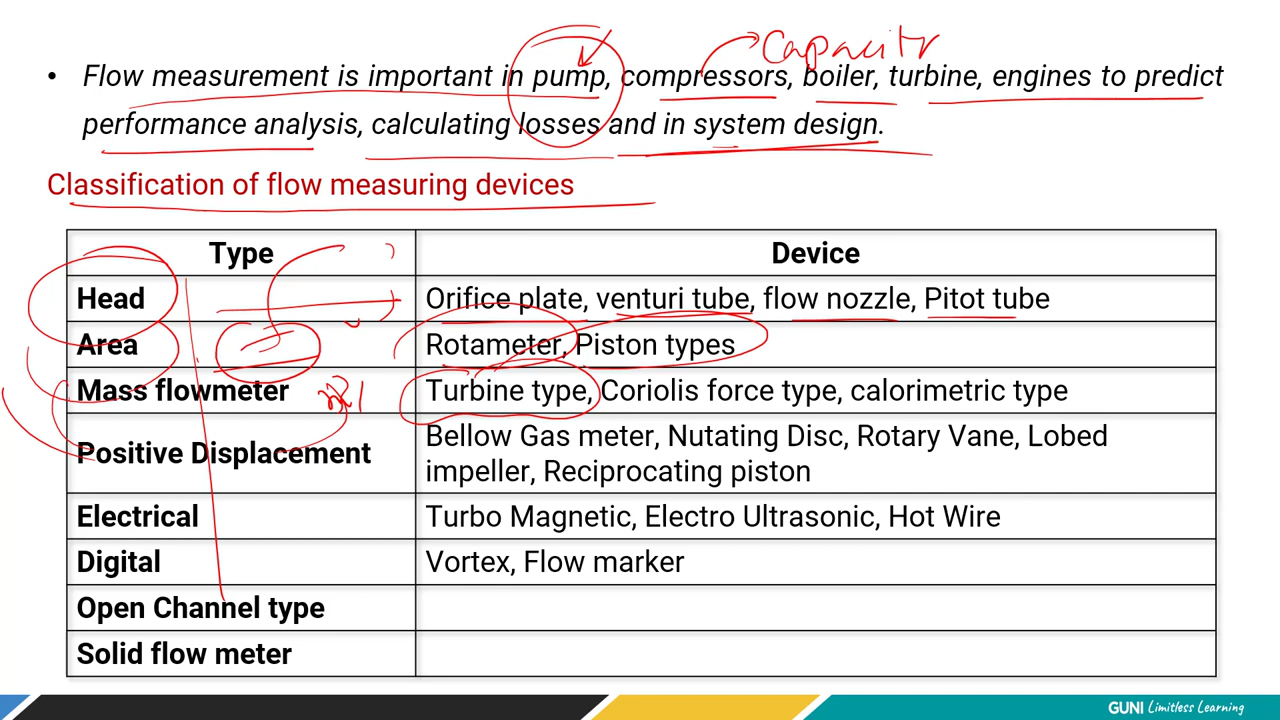 Capacity
• Flow measurement is important in pump, compressors, boiler, turbine, engines to predict
performance analysis, calculating losses and in system design.
Classification of flow measuring devices
Type Device
Head Orifice plate, venturi tube, flow nozzle, Pitot tube
Area Rotameter, Piston types
Mass flowmeter Turbine type, Coriolis force type, calorimetric type
Positive Displacement Bellow Gas meter, Nutating Disc, Rotary Vane, Lobed
impeller, Reciprocating piston
Electrical Turbo Magnetic, Electro Ultrasonic, Hot Wire
Digital Vortex, Flow marker
Open Channel type
Solid flow meter
GUNI Limitless Learning